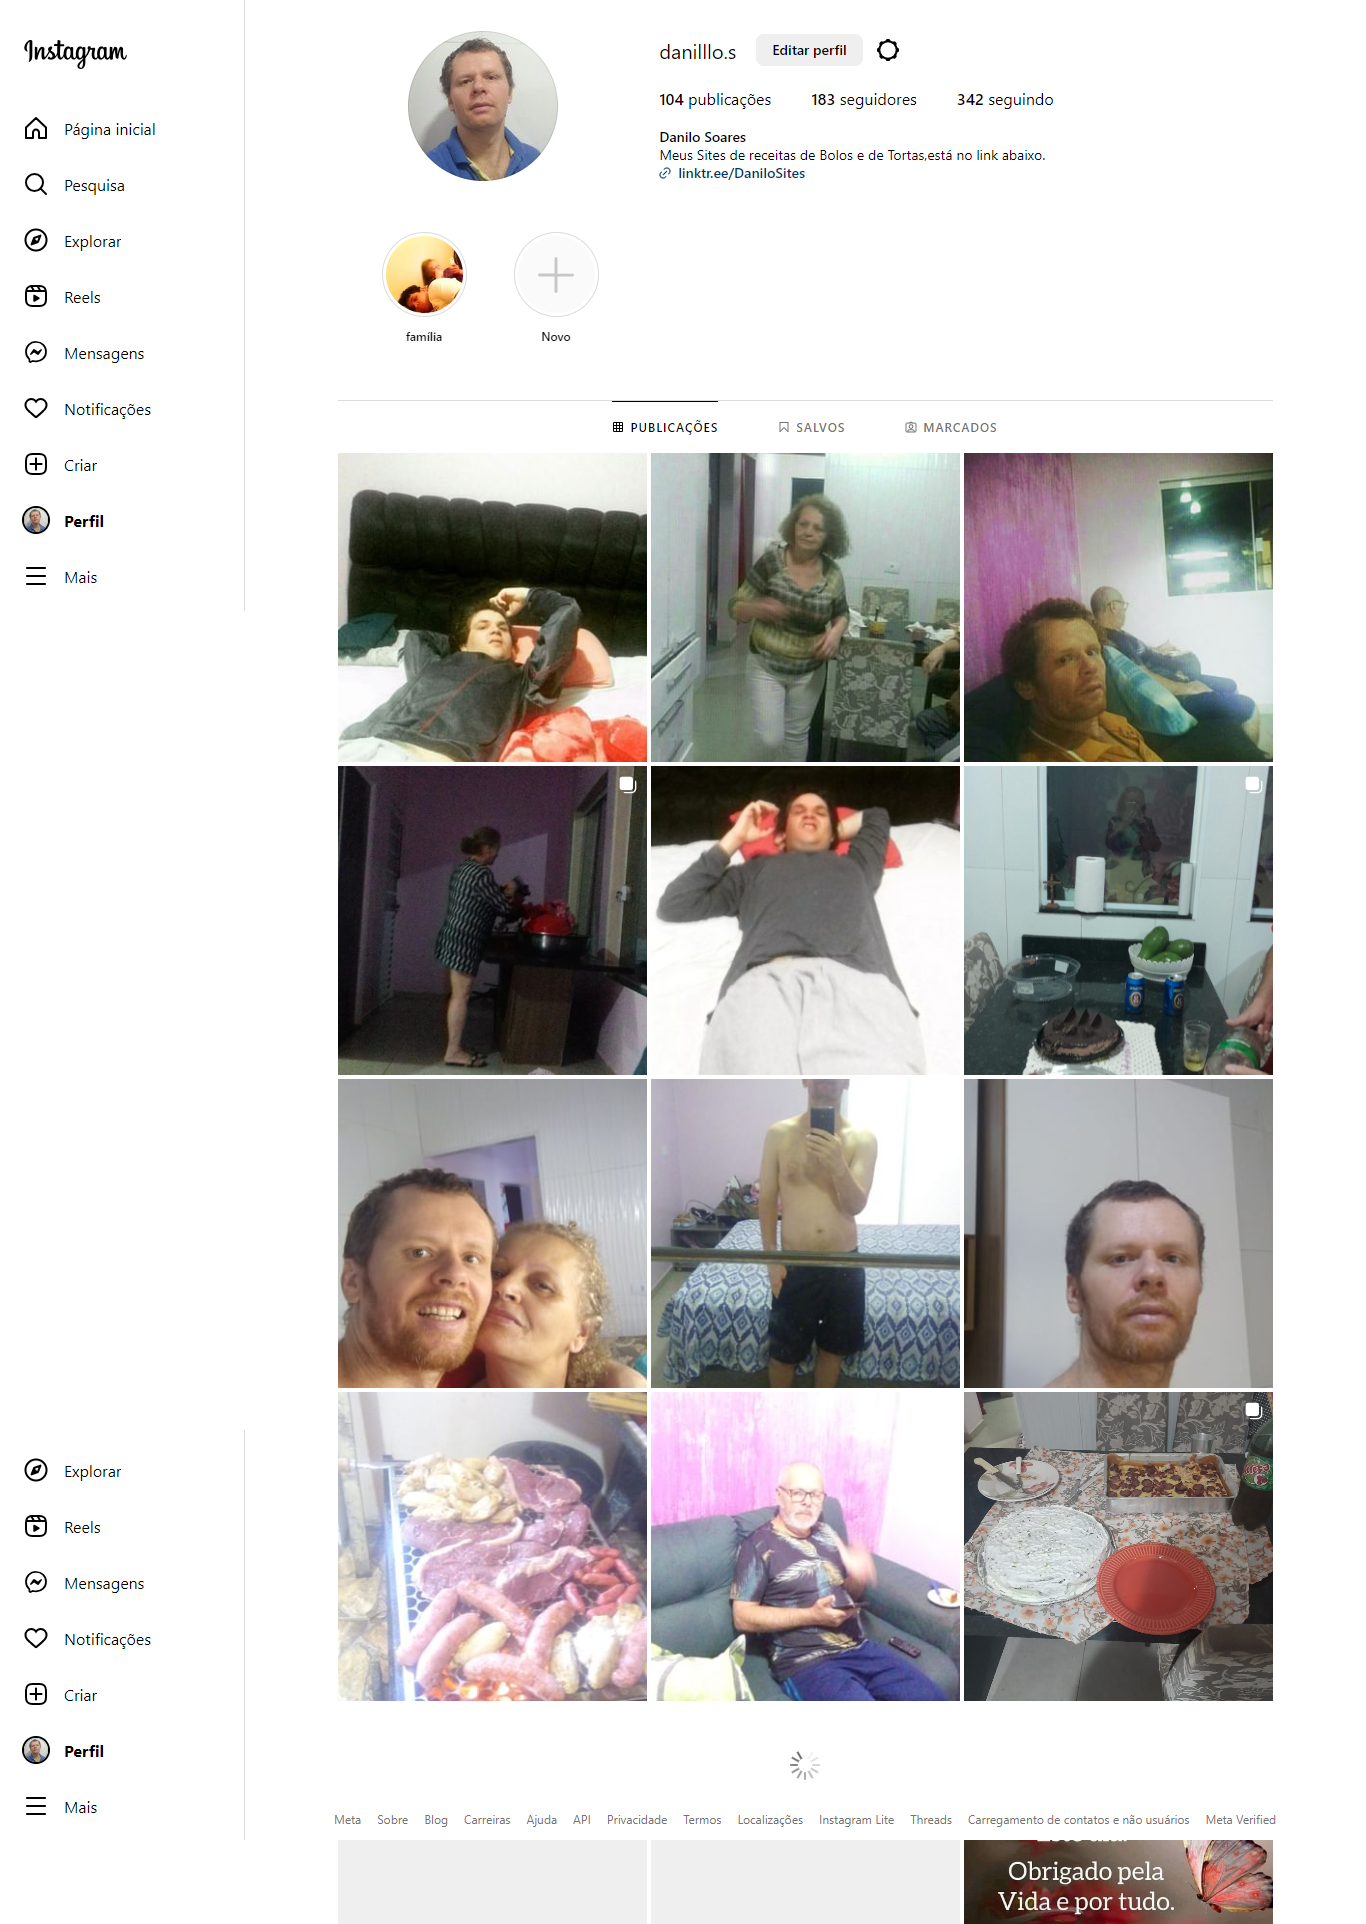 Instagram
Página inicial
Pesquisa
Explorar
Reels
Mensagens
Notificações
Criar
Perfil
Mais
danilllo.s
Editar perfil
104 publicações 183 seguidores 342 seguindo
Danilo Soares
Meus Sites de receitas de Bolos e de Tortas,está no link abaixo.
linktr.ee/DaniloSites
família
Novo
PUBLICAÇÕES SALVOS MARCADOS
Explorar
Reels
Mensagens
Notificações
Criar
Perfil
Mais
Meta Sobre Blog Carreiras Ajuda API Privacidade Termos Localizações Instagram Lite Threads Carregamento de contatos e não usuários Meta Verified
Obrigado pela
Vida e por tudo.